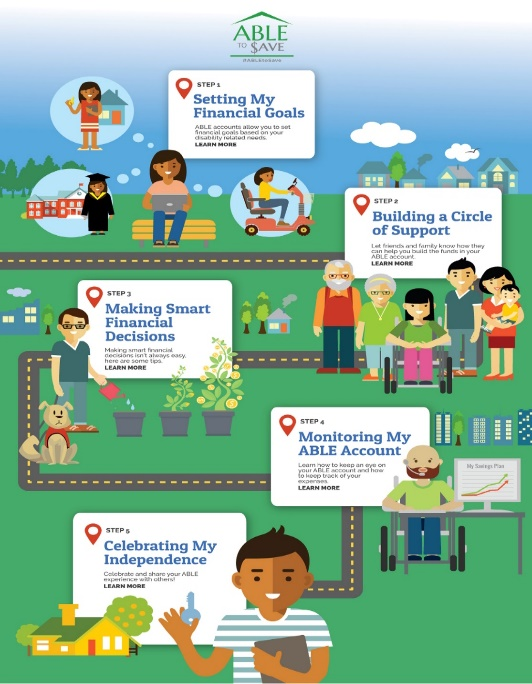 ABLE
TO $AVE
#ABLEtoSave
STEP 1
Setting My
Financial Goals
ABLE accounts allow you to set
financial goals based on your
disability related needs.
LEARN MORE
STEP 2
Building a Circle
of Support
Let friends and family know how they
can help you build the funds in your
ABLE account.
LEARN MORE
STEP 3
Making Smart
Financial
Decisions
Making smart financial
decisions isn't always easy,
here are some tips.
LEARN MORE
STEP 4
Monitoring My
ABLE Account
Learn how to keep an eye on
your ABLE account and how
to keep track of your
expenses.
LEARN MORE
My Savings Plan
STEP 5
Celebrating My
Independence
Celebrate and share your ABLE
experience with others!
LEARN MORE